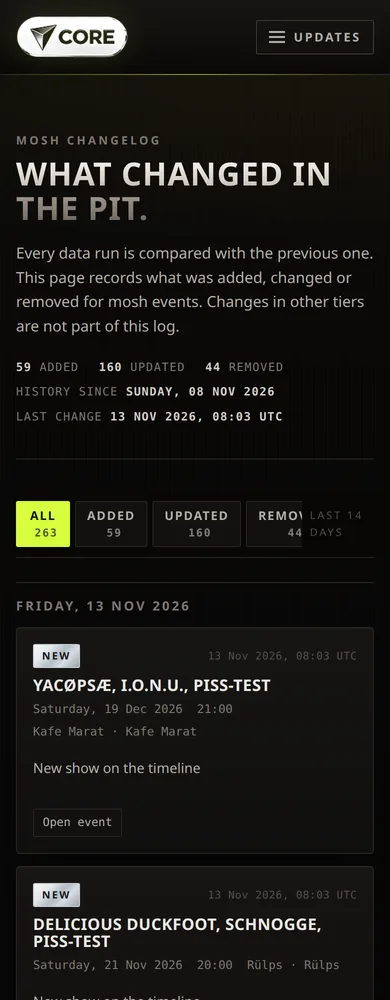 CORE
UPDATES
MOSH CHANGELOG
WHAT CHANGED IN
THE PIT.
Every data run is compared with the previous one.
This page records what was added, changed or
removed for mosh events. Changes in other tiers
are not part of this log.
59 ADDED 160 UPDATED 44 REMOVED
HISTORY SINCE SUNDAY, 08 NOV 2026
LAST CHANGE 13 NOV 2026, 08:03 UTC
ALL ADDED UPDATED REMOV LAST 14
263 59 160 44 DAYS
FRIDAY, 13 NOV 2026
NEW 13 Nov 2026, 08:03 UTC
YACØPSÆ, I.O.N.U., PISS-TEST
Saturday, 19 Dec 2026 21:00
Kafe Marat · Kafe Marat
New show on the timeline
Open event
NEW 13 Nov 2026, 08:03 UTC
DELICIOUS DUCKFOOT, SCHNOGGE,
PISS-TEST
Saturday, 21 Nov 2026 20:00 Rülps · Rülps
New show on the timeline